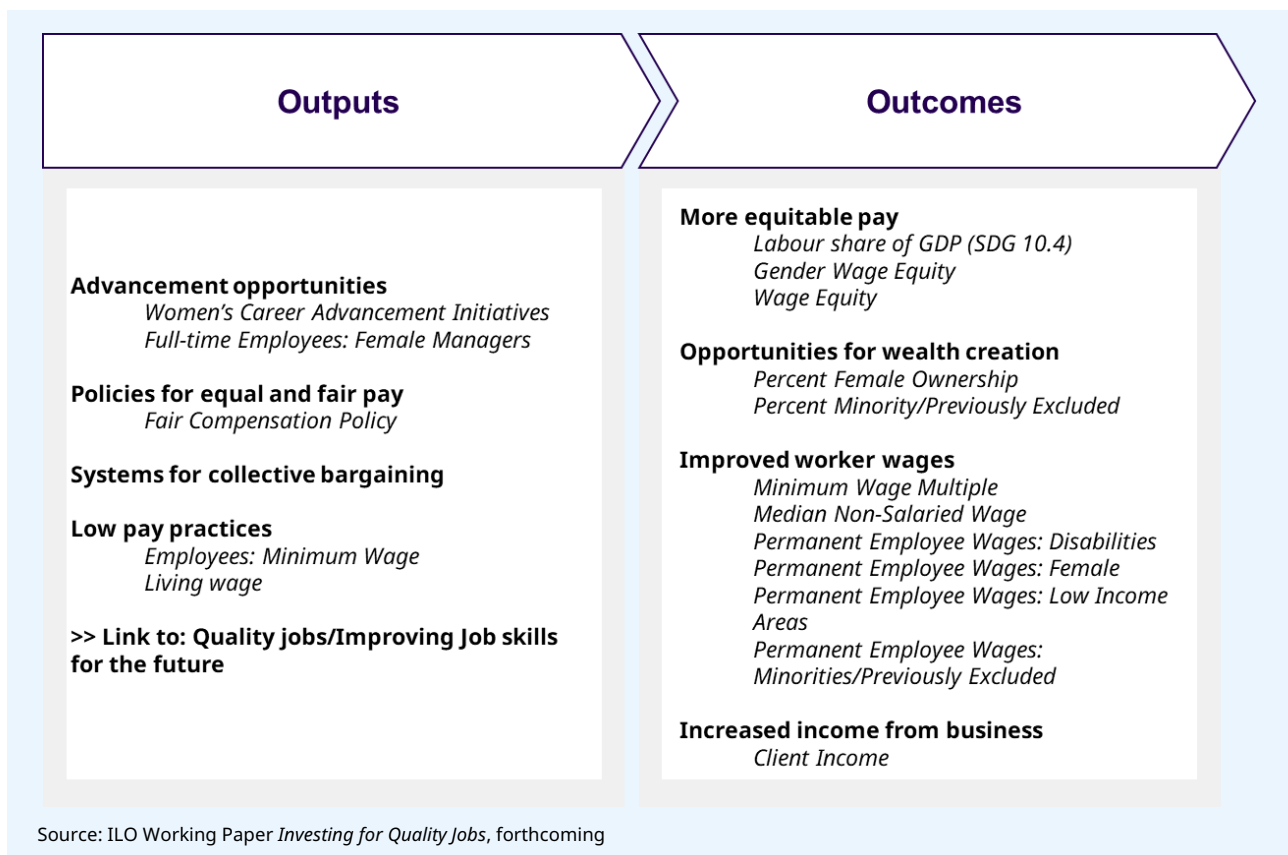 Outputs
Advancement opportunities
Women’s Career Advancement Initiatives
Full-time Employees: Female Managers
Policies for equal and fair pay
Fair Compensation Policy
Systems for collective bargaining
Low pay practices
Employees: Minimum Wage
Living wage
>> Link to: Quality jobs/Improving Job skills
for the future
Outcomes
More equitable pay
Labour share of GDP (SDG 10.4)
Gender Wage Equity
Wage Equity
Opportunities for wealth creation
Percent Female Ownership
Percent Minority/Previously Excluded
Improved worker wages
Minimum Wage Multiple
Median Non-Salaried Wage
Permanent Employee Wages: Disabilities
Permanent Employee Wages: Female
Permanent Employee Wages: Low Income
Areas
Permanent Employee Wages:
Minorities/Previously Excluded
Increased income from business
Client Income
Source: ILO Working Paper Investing for Quality Jobs, forthcoming